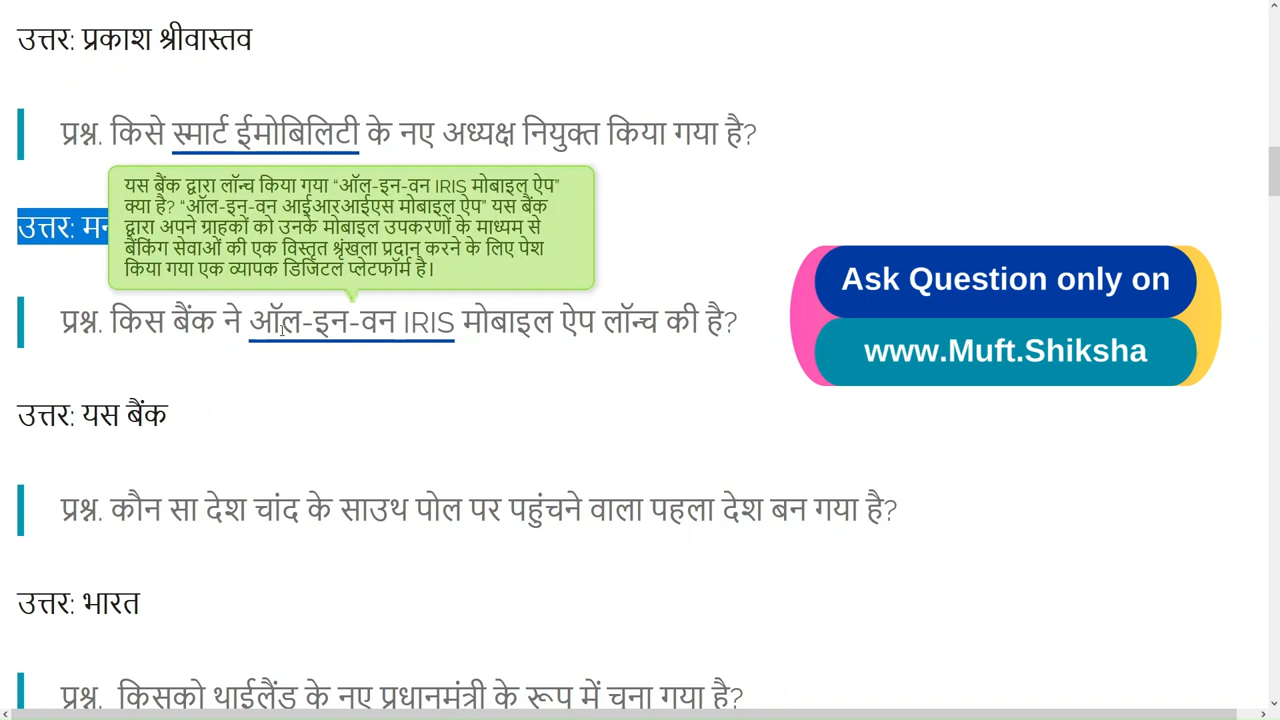 उत्तर: प्रकाश श्रीवास्तव
प्रश्न. किसे स्मार्ट ईमोबिलिटी के नए अध्यक्ष नियुक्त किया गया है?
यस बैंक द्वारा लॉन्च किया गया “ऑल-इन-वन IRIS मोबाइल ऐप”
क्या है? “ऑल-इन-वन आईआरआईएस मोबाइल ऐप” यस बैंक
द्वारा अपने ग्राहकों को उनके मोबाइल उपकरणों के माध्यम से
बैंकिंग सेवाओं की एक विस्तृत श्रृंखला प्रदान करने के लिए पेश
किया गया एक व्यापक डिजिटल प्लेटफॉर्म है।
उत्तर:
प्रश्न. किस बैंक ने ऑल-इन-वन IRIS मोबाइल ऐप लॉन्च की है?
Ask Question only on
www.Muft.Shiksha
उत्तर: यस बैंक
प्रश्न. कौन सा देश चांद के साउथ पोल पर पहुंचने वाला पहला देश बन गया है?
उत्तर: भारत
प्रश्न. किसको थाईलैंड के नए प्रधानमंत्री के रूप में चुना गया है?